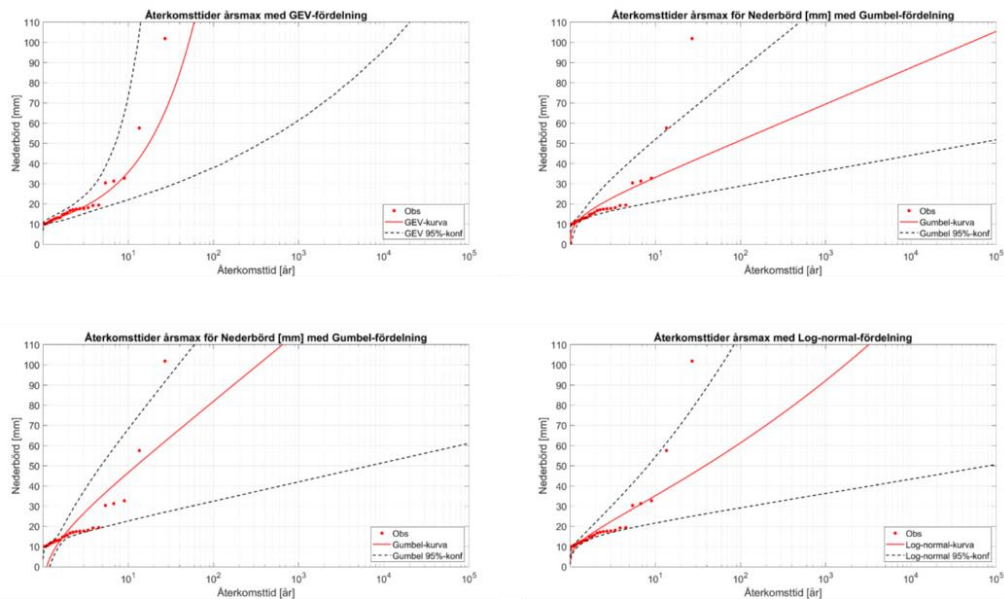 Återkomsttider årsmax med GEV-fördelning
110
100
90
80
70
60
50
40
30
20
10
0
Nederbörd [mm]
10^1
10^2
10^3
10^4
10^5
Återkomsttid [år]
Obs
GEV-kurva
GEV 95%-konf
Återkomsttider årsmax för Nederbörd [mm] med Gumbel-fördelning
110
100
90
80
70
60
50
40
30
20
10
0
Nederbörd [mm]
10^1
10^2
10^3
10^4
10^5
Återkomsttid [år]
Obs
Gumbel-kurva
Gumbel 95%-konf
Återkomsttider årsmax för Nederbörd [mm] med Gumbel-fördelning
110
100
90
80
70
60
50
40
30
20
10
0
Nederbörd [mm]
10^1
10^2
10^3
10^4
10^5
Återkomsttid [år]
Obs
Gumbel-kurva
Gumbel 95%-konf
Återkomsttider årsmax med Log-normal-fördelning
110
100
90
80
70
60
50
40
30
20
10
0
Nederbörd [mm]
10^1
10^2
10^3
10^4
10^5
Återkomsttid [år]
Obs
Log-normal-kurva
Log-normal 95%-konf